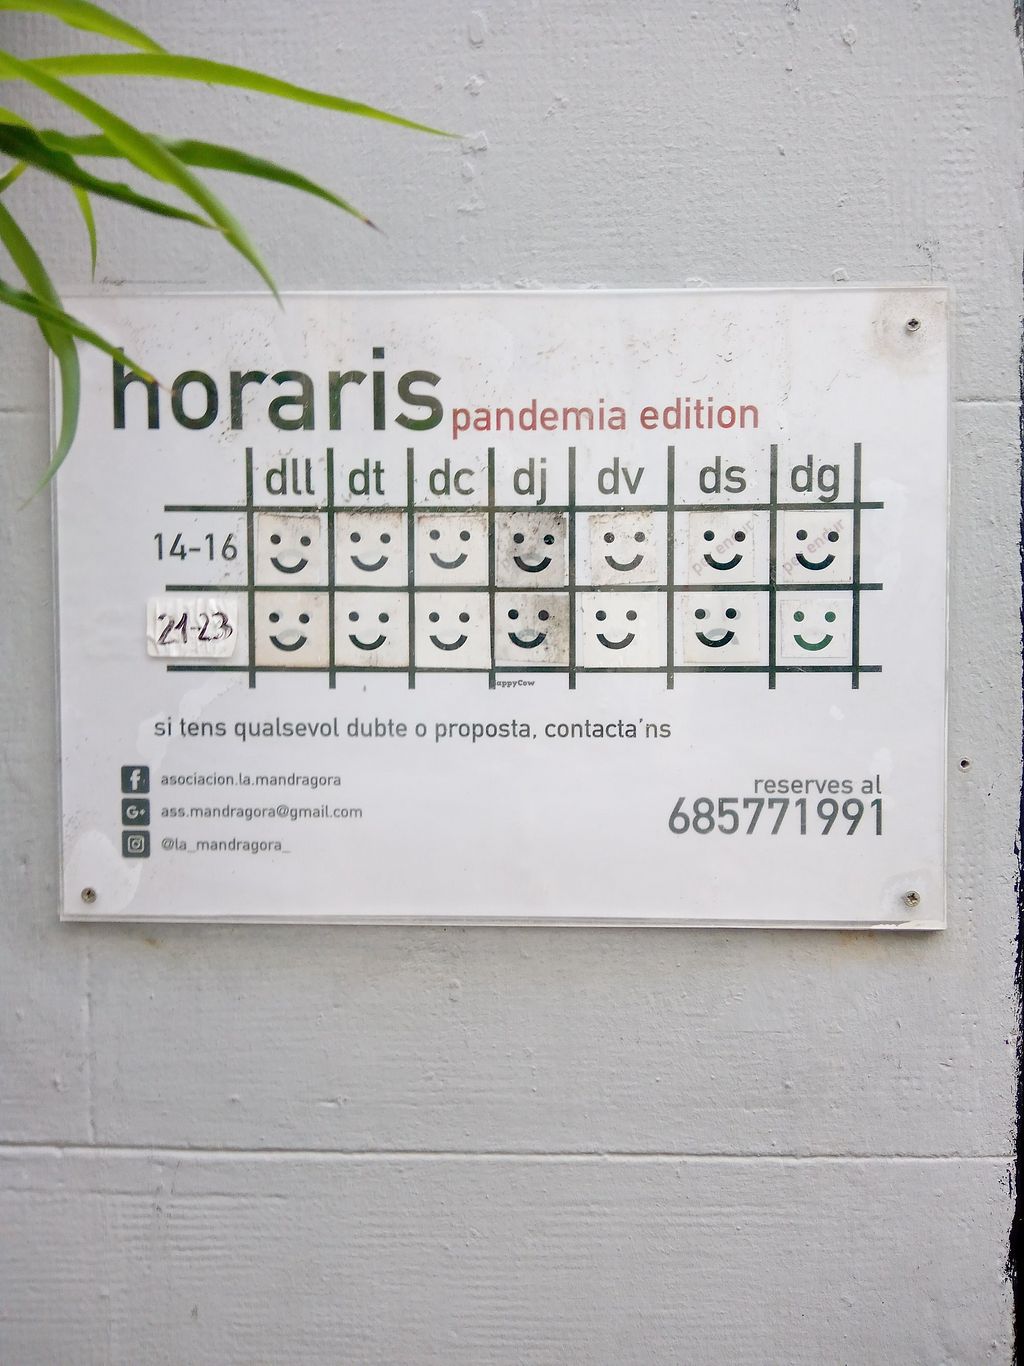 horaris pandemia edition
dll dt dc dj dv ds dg
14-16
21-23
HappyCow
si tens qualsevol dubte o proposta, contacta'ns
asociacion.la.mandragora
ass.mandragora@gmail.com
@la_mandragora_
reserves al
685771991